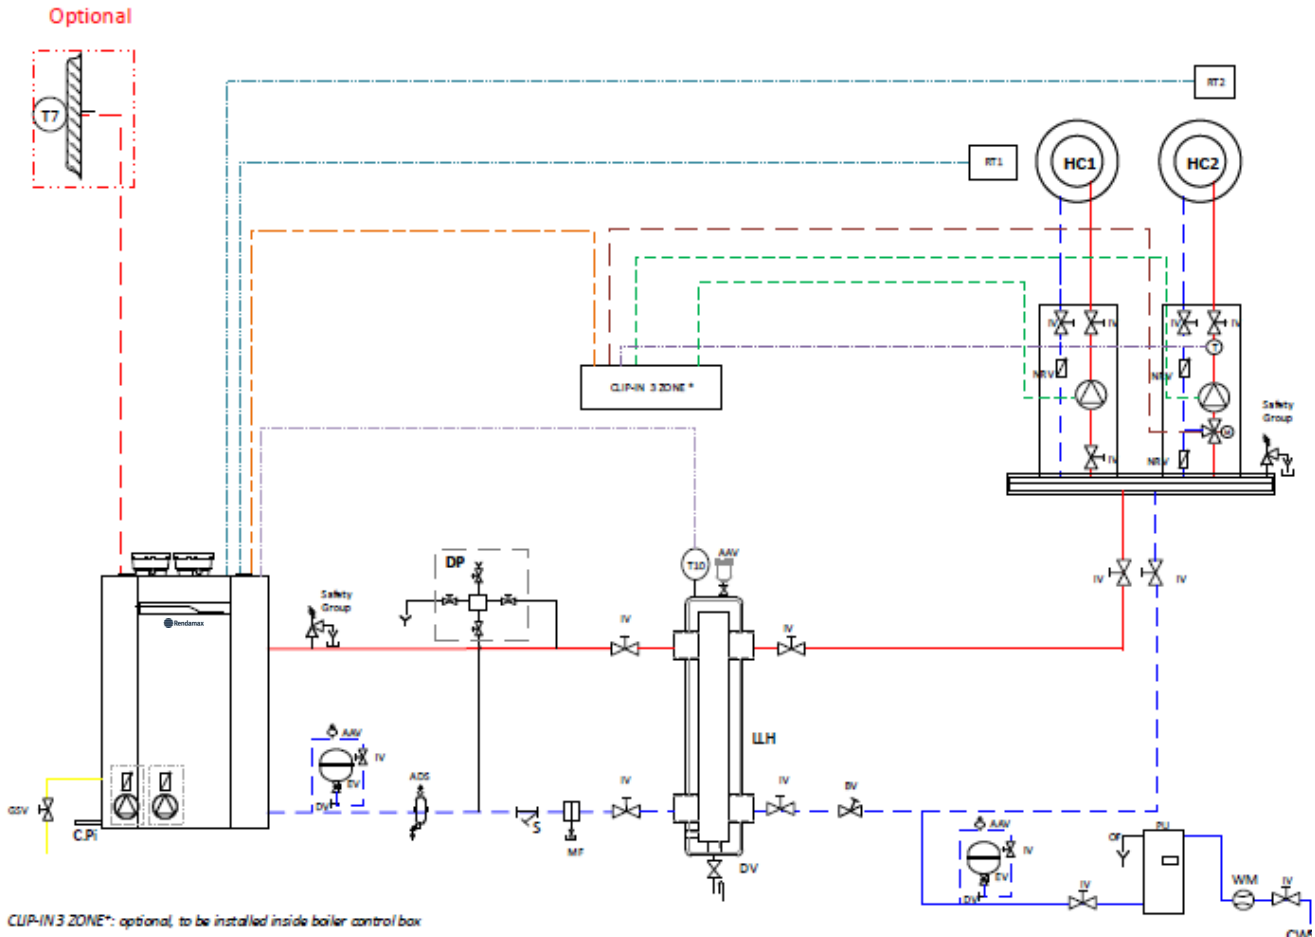 Optional
T7
RT2
RT1
HC1
HC2
IV
IV
IV
IV
T
NRV
NRV
CLIP-IN 3 ZONE *
Safety
Group
M
IV
NRV
DP
T10
AAV
IV
IV
Safety
Group
Rendamax
IV
IV
LLH
AAV
IV
EV
DV
ADS
IV
IV
BV
GSV
C.Pi
S
MF
DV
AAV
IV
EV
DV
OF
PU
IV
WM
IV
CW
CLIP-IN 3 ZONE*: optional, to be installed inside boiler control box